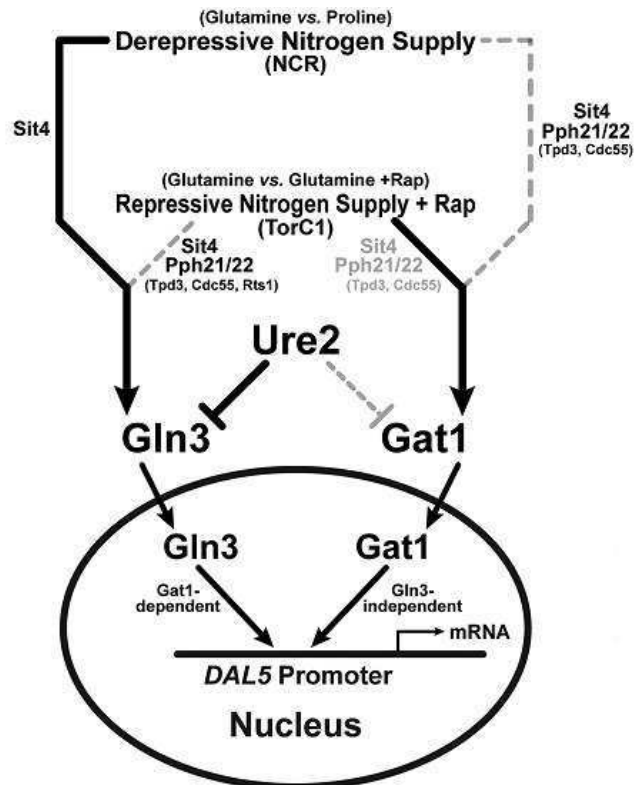 (Glutamine vs. Proline)
Derepressive Nitrogen Supply
(NCR)
Sit4
Sit4
Pph21/22
(Tpd3, Cdc55)
(Glutamine vs. Glutamine +Rap)
Repressive Nitrogen Supply + Rap
(TorC1)
Sit4
Pph21/22
(Tpd3, Cdc55, Rts1)
Sit4
Pph21/22
(Tpd3, Cdc55)
Ure2
Gln3
Gat1
Gln3
Gat1
Gat1-
dependent
Gln3-
independent
mRNA
DAL5 Promoter
Nucleus